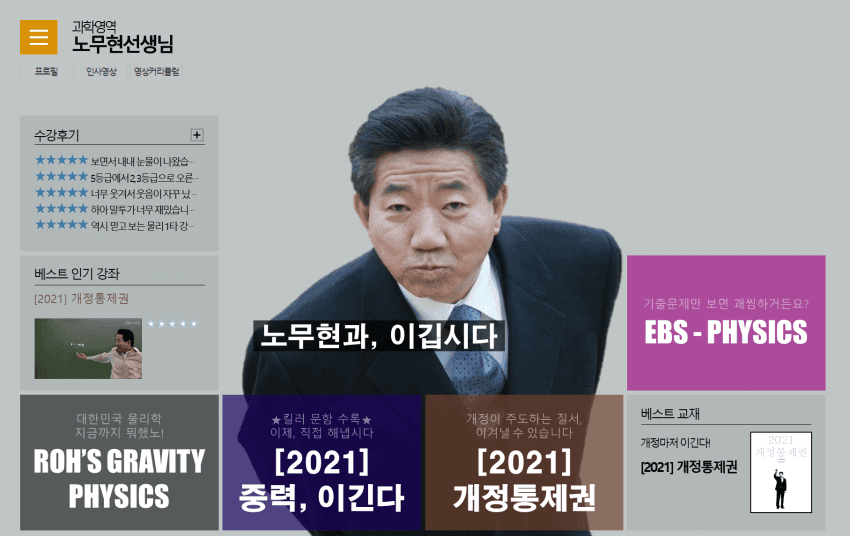 과학영역
노무현선생님
프로필
인사영상
영상커리큘럼
수강후기
★★★★★ 보면서 내내 눈물이 나왔습…
★★★★★ 5등급에서 2,3등급으로 오른…
★★★★★ 너무 웃겨서 웃음이 자꾸 났…
★★★★★ 하아 말투가 너무 재밌습니…
★★★★★ 역시 믿고 보는 물리 1타 강…
베스트 인기 강좌
[2021] 개정통제권
★★★★★
노무현과, 이깁시다
기출문제만 보면 괘씸하거든요?
EBS - PHYSICS
대한민국 물리학
지금까지 뭐했노!
ROH'S GRAVITY
PHYSICS
★킬러 문항 수록★
이제, 직접 해냅시다
[2021]
중력, 이긴다
개정이 주도하는 질서,
이겨낼 수 있습니다
[2021]
개정통제권
베스트 교재
개정마저 이긴다!
[2021] 개정통제권
2021
개정통제권